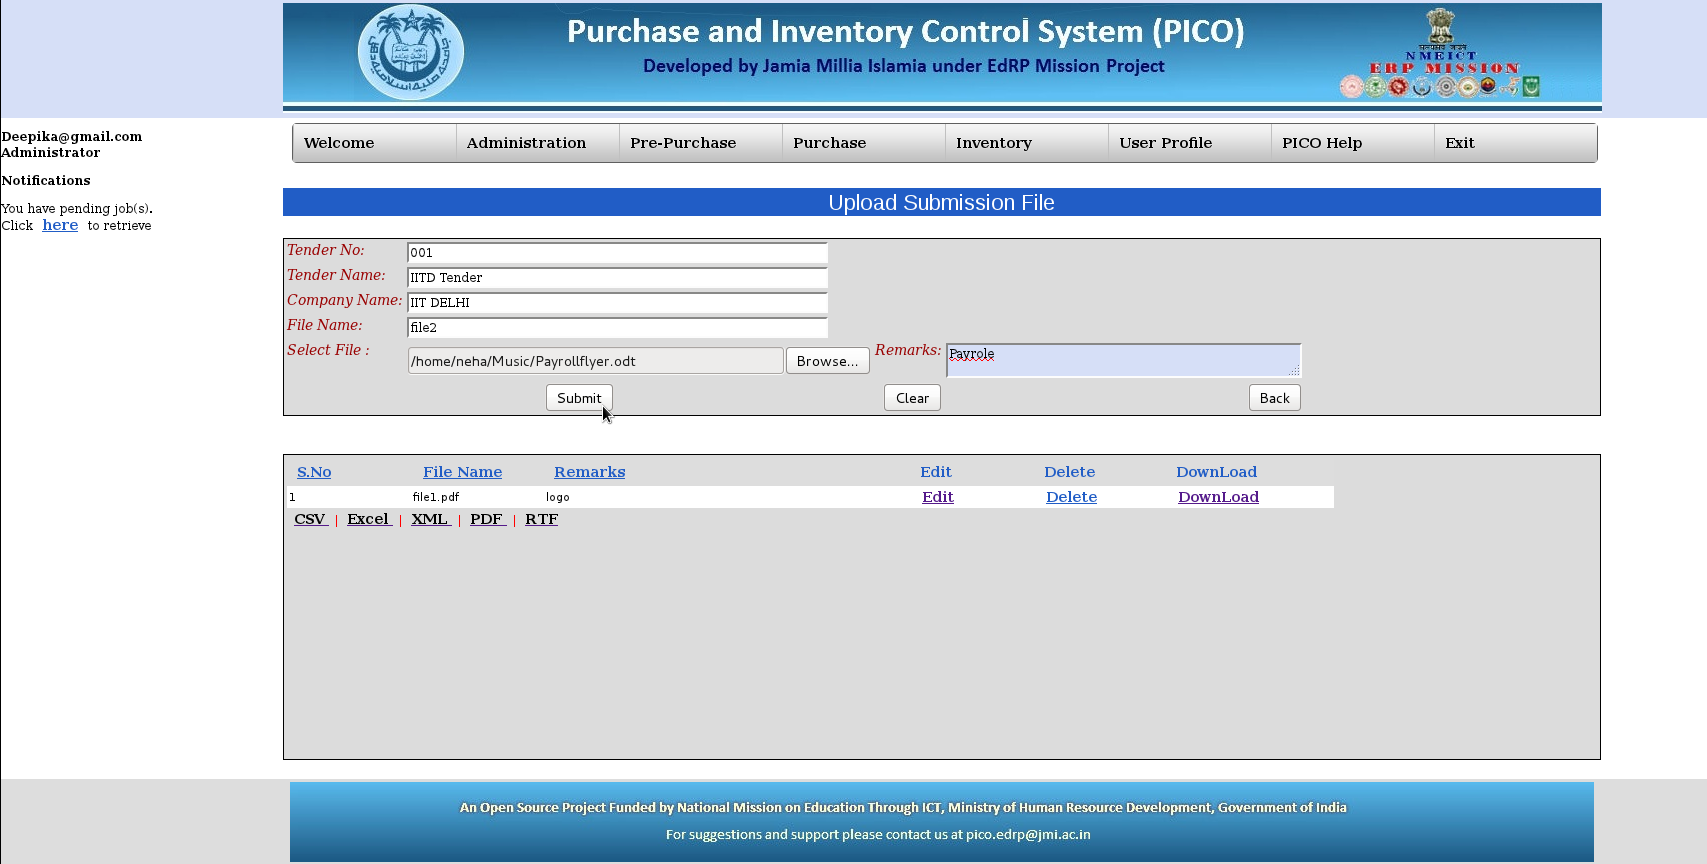 Purchase and Inventory Control System (PICO)
Developed by Jamia Millia Islamia under EdRP Mission Project
NMEICT
ERP MISSION
Deepika@gmail.com
Administrator
Notifications
You have pending job(s).
Click here to retrieve
Welcome Administration Pre-Purchase Purchase Inventory User Profile PICO Help Exit
Upload Submission File
Tender No: 001
Tender Name: IITD Tender
Company Name: IIT DELHI
File Name: file2
Select File : /home/neha/Music/Payrollflyer.odt Browse... Remarks: Payrole
Submit Clear Back
S.No File Name Remarks Edit Delete DownLoad
1 file1.pdf logo Edit Delete DownLoad
CSV | Excel | XML | PDF | RTF
An Open Source Project Funded by National Mission on Education Through ICT, Ministry of Human Resource Development, Government of India
For suggestions and support please contact us at pico.edrp@jmi.ac.in